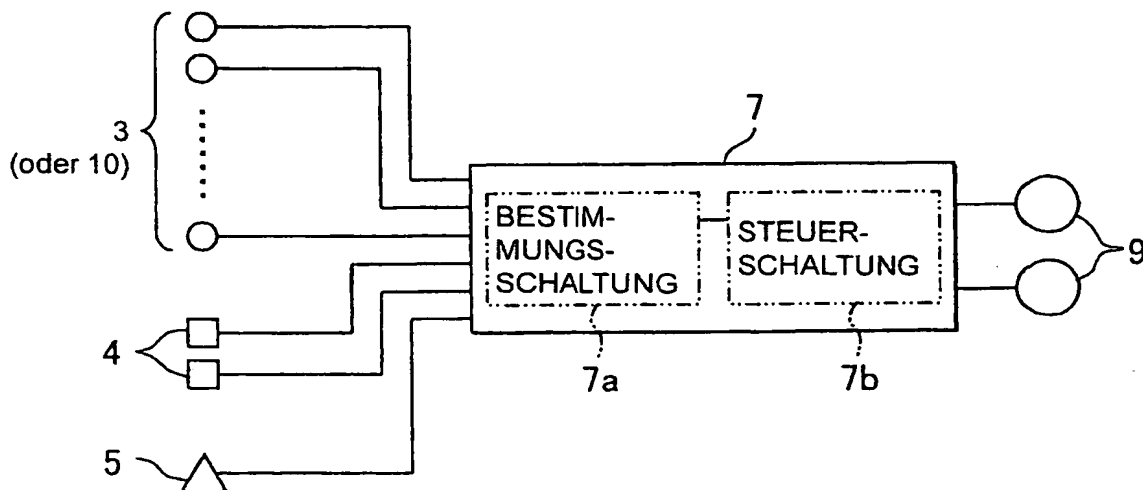 3
(oder 10)
7
BESTIM-
MUNGS-
SCHALTUNG
STEUER-
SCHALTUNG
9
4
7a
7b
5